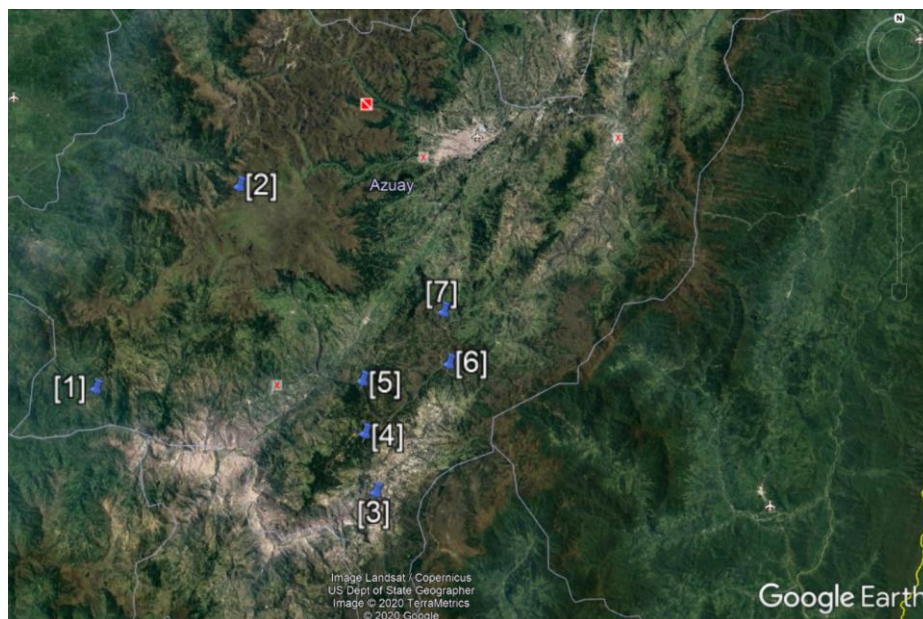 N
[2]
Azuay
[7]
[1]
[5]
[6]
[4]
[3]
Image Landsat / Copernicus
US Dept of State Geographer
Image © 2020 TerraMetrics
© 2020 Google
Google Earth